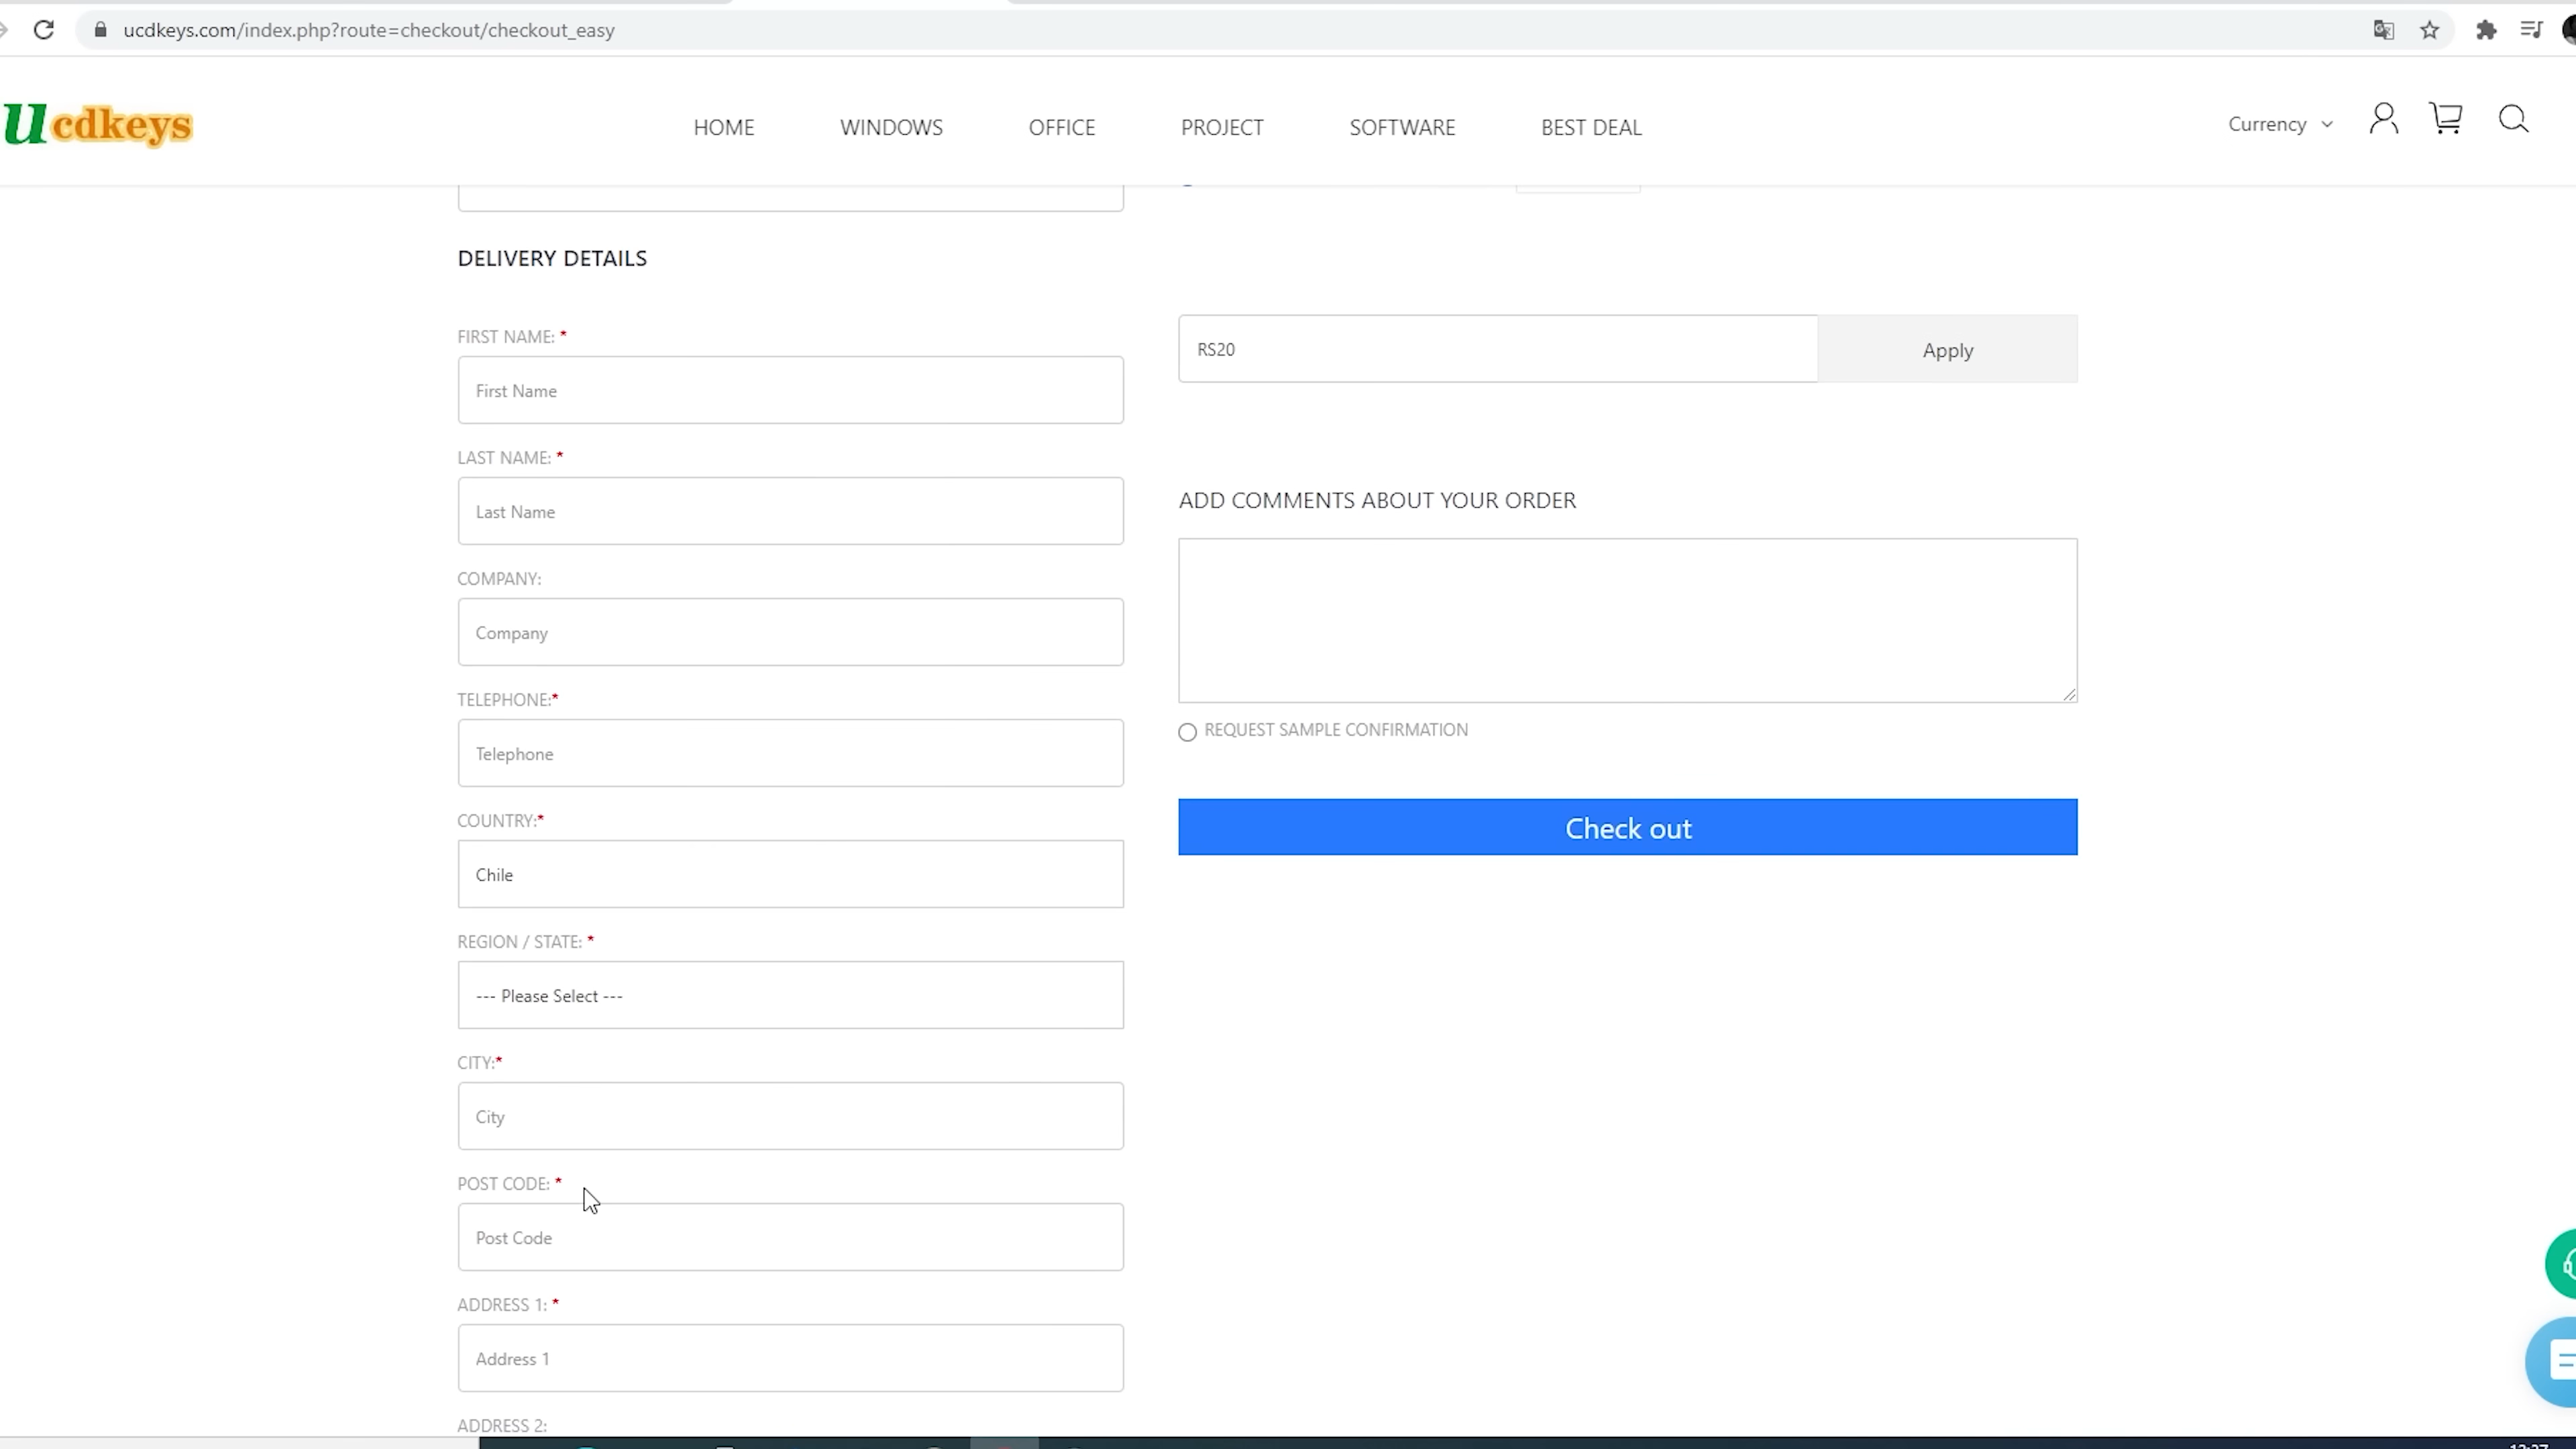 ucdkeys.com/index.php?route=checkout/checkout_easy
ucdkeys
HOME
WINDOWS
OFFICE
PROJECT
SOFTWARE
BEST DEAL
Currency
DELIVERY DETAILS
FIRST NAME: *
First Name
LAST NAME: *
Last Name
COMPANY:
Company
TELEPHONE:*
Telephone
COUNTRY:*
Chile
REGION / STATE: *
--- Please Select ---
CITY:*
City
POST CODE: *
Post Code
ADDRESS 1: *
Address 1
ADDRESS 2:
RS20
Apply
ADD COMMENTS ABOUT YOUR ORDER
REQUEST SAMPLE CONFIRMATION
Check out